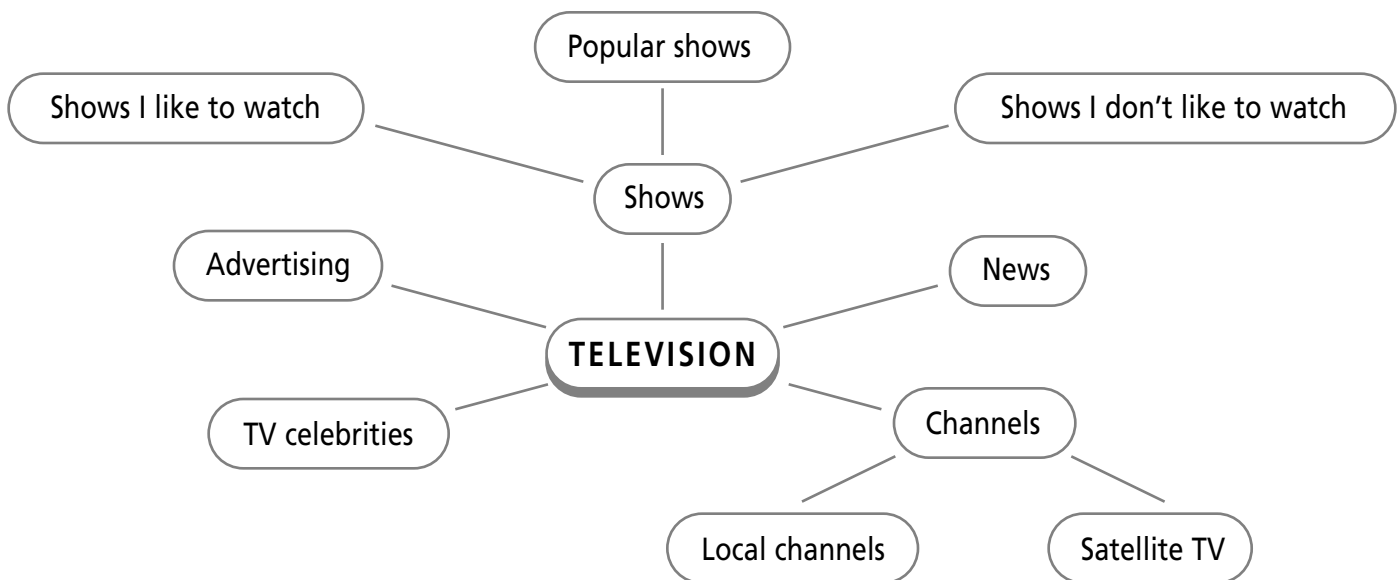 Popular shows
Shows I like to watch
Shows I don’t like to watch
Shows
Advertising
News
TELEVISION
TV celebrities
Channels
Local channels
Satellite TV